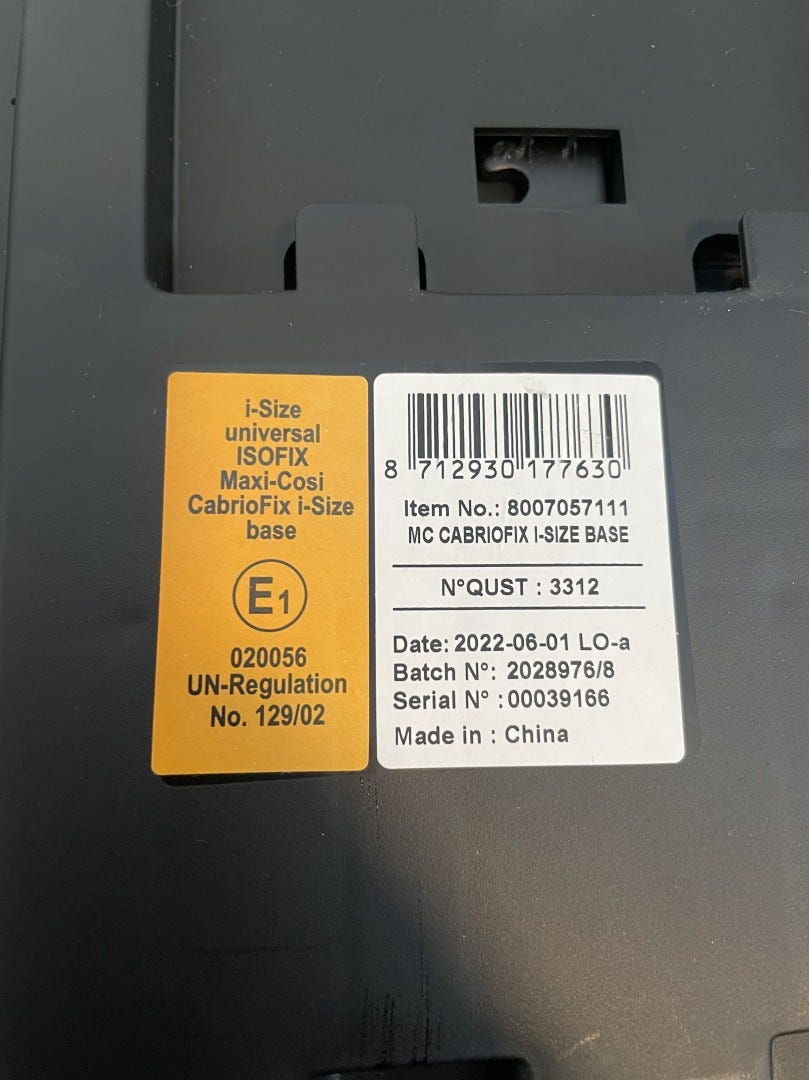 i-Size
universal
ISOFIX
Maxi-Cosi
CabrioFix i-Size
base
E1
020056
UN-Regulation
No. 129/02
8 712930 177630
Item No.: 8007057111
MC CABRIOFIX I-SIZE BASE
N°QUST : 3312
Date: 2022-06-01 LO-a
Batch N°: 2028976/8
Serial N° : 00039166
Made in : China